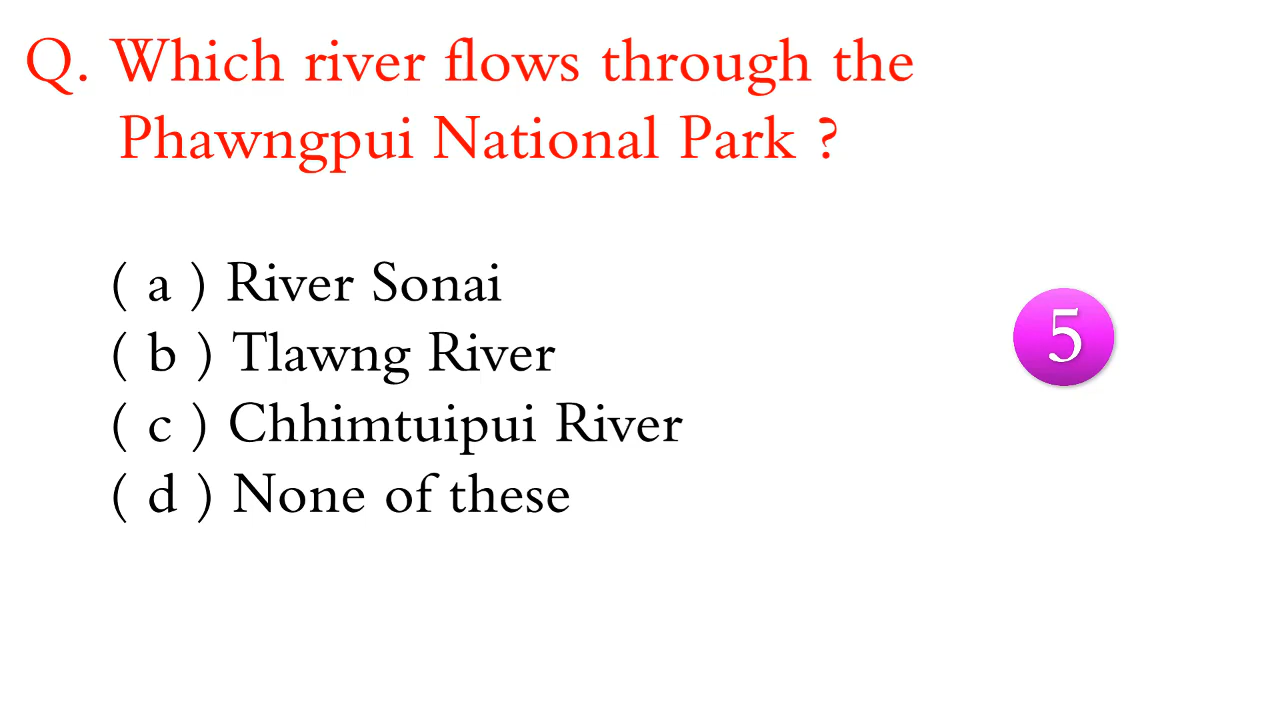 Q. Which river flows through the
Phawngpui National Park ?
( a ) River Sonai
( b ) Tlawng River
( c ) Chhimtuipui River
( d ) None of these
5